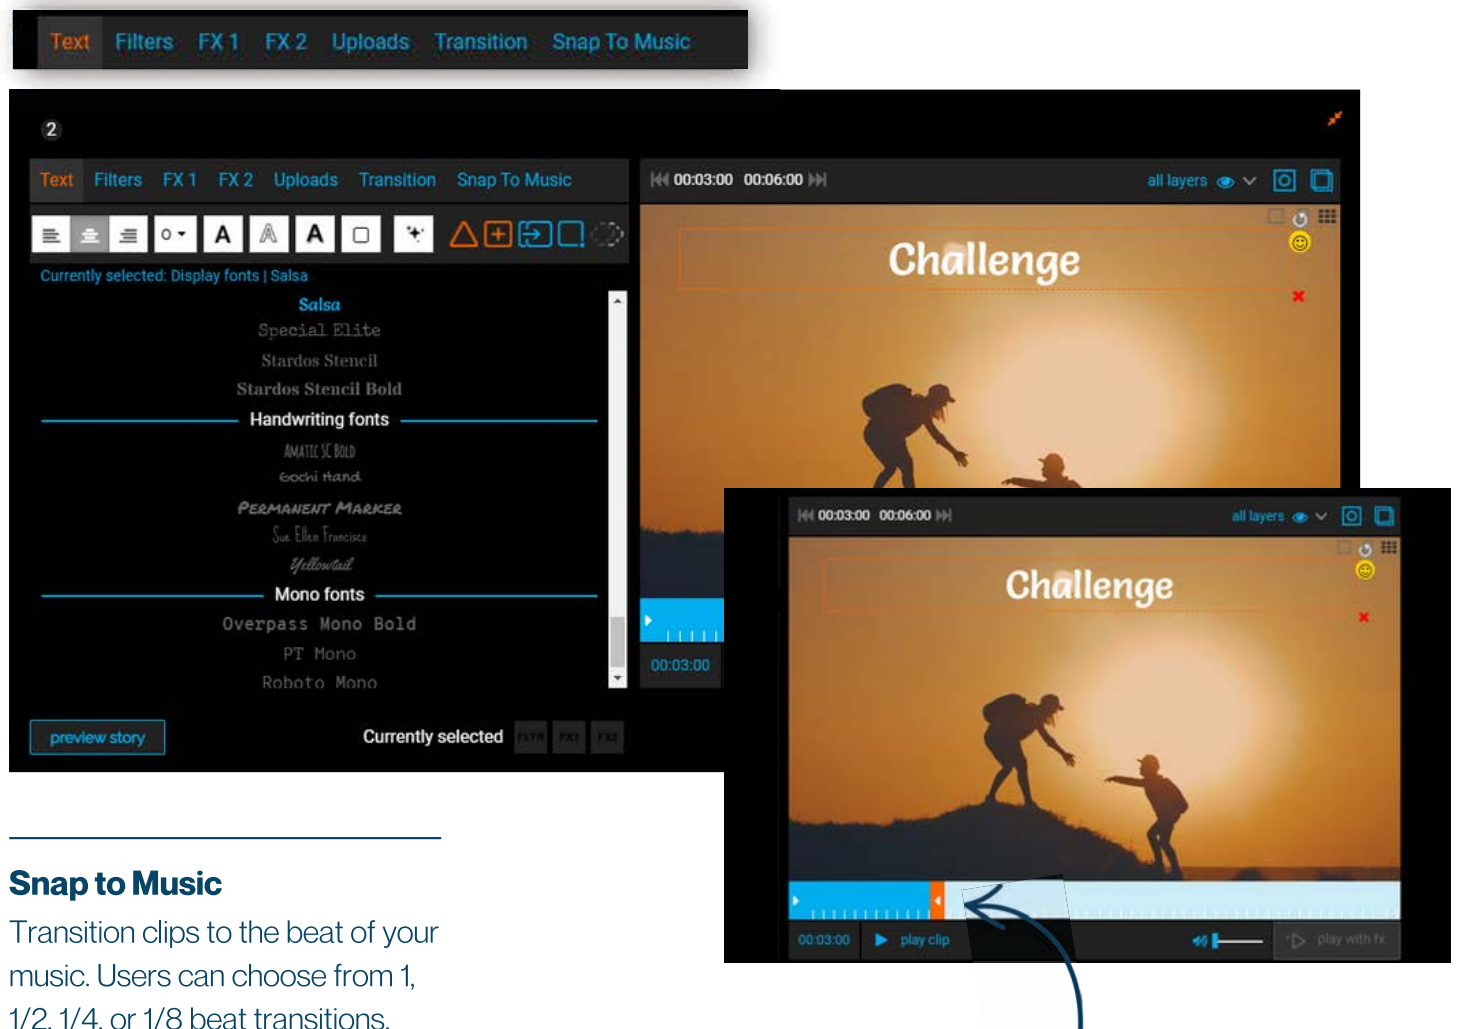 Text Filters FX 1 FX 2 Uploads Transition Snap To Music
2
Text Filters FX 1 FX 2 Uploads Transition Snap To Music
00:03:00 00:06:00
all layers
O A A A
Currently selected: Display fonts | Salsa
Salsa
Special Elite
Stardos Stencil
Stardos Stencil Bold
Handwriting fonts
Amatic SC Bold
Gochi Hand
Permanent Marker
Sue Ellen Francisco
Yellowtail
Mono fonts
Overpass Mono Bold
PT Mono
Roboto Mono
preview story
Currently selected FLTR FX1 FX2
Challenge
00:03:00
00:03:00 00:06:00
all layers
Challenge
00:03:00 play clip
play with fx
Snap to Music
Transition clips to the beat of your
music. Users can choose from 1,
1/2, 1/4, or 1/8 beat transitions.